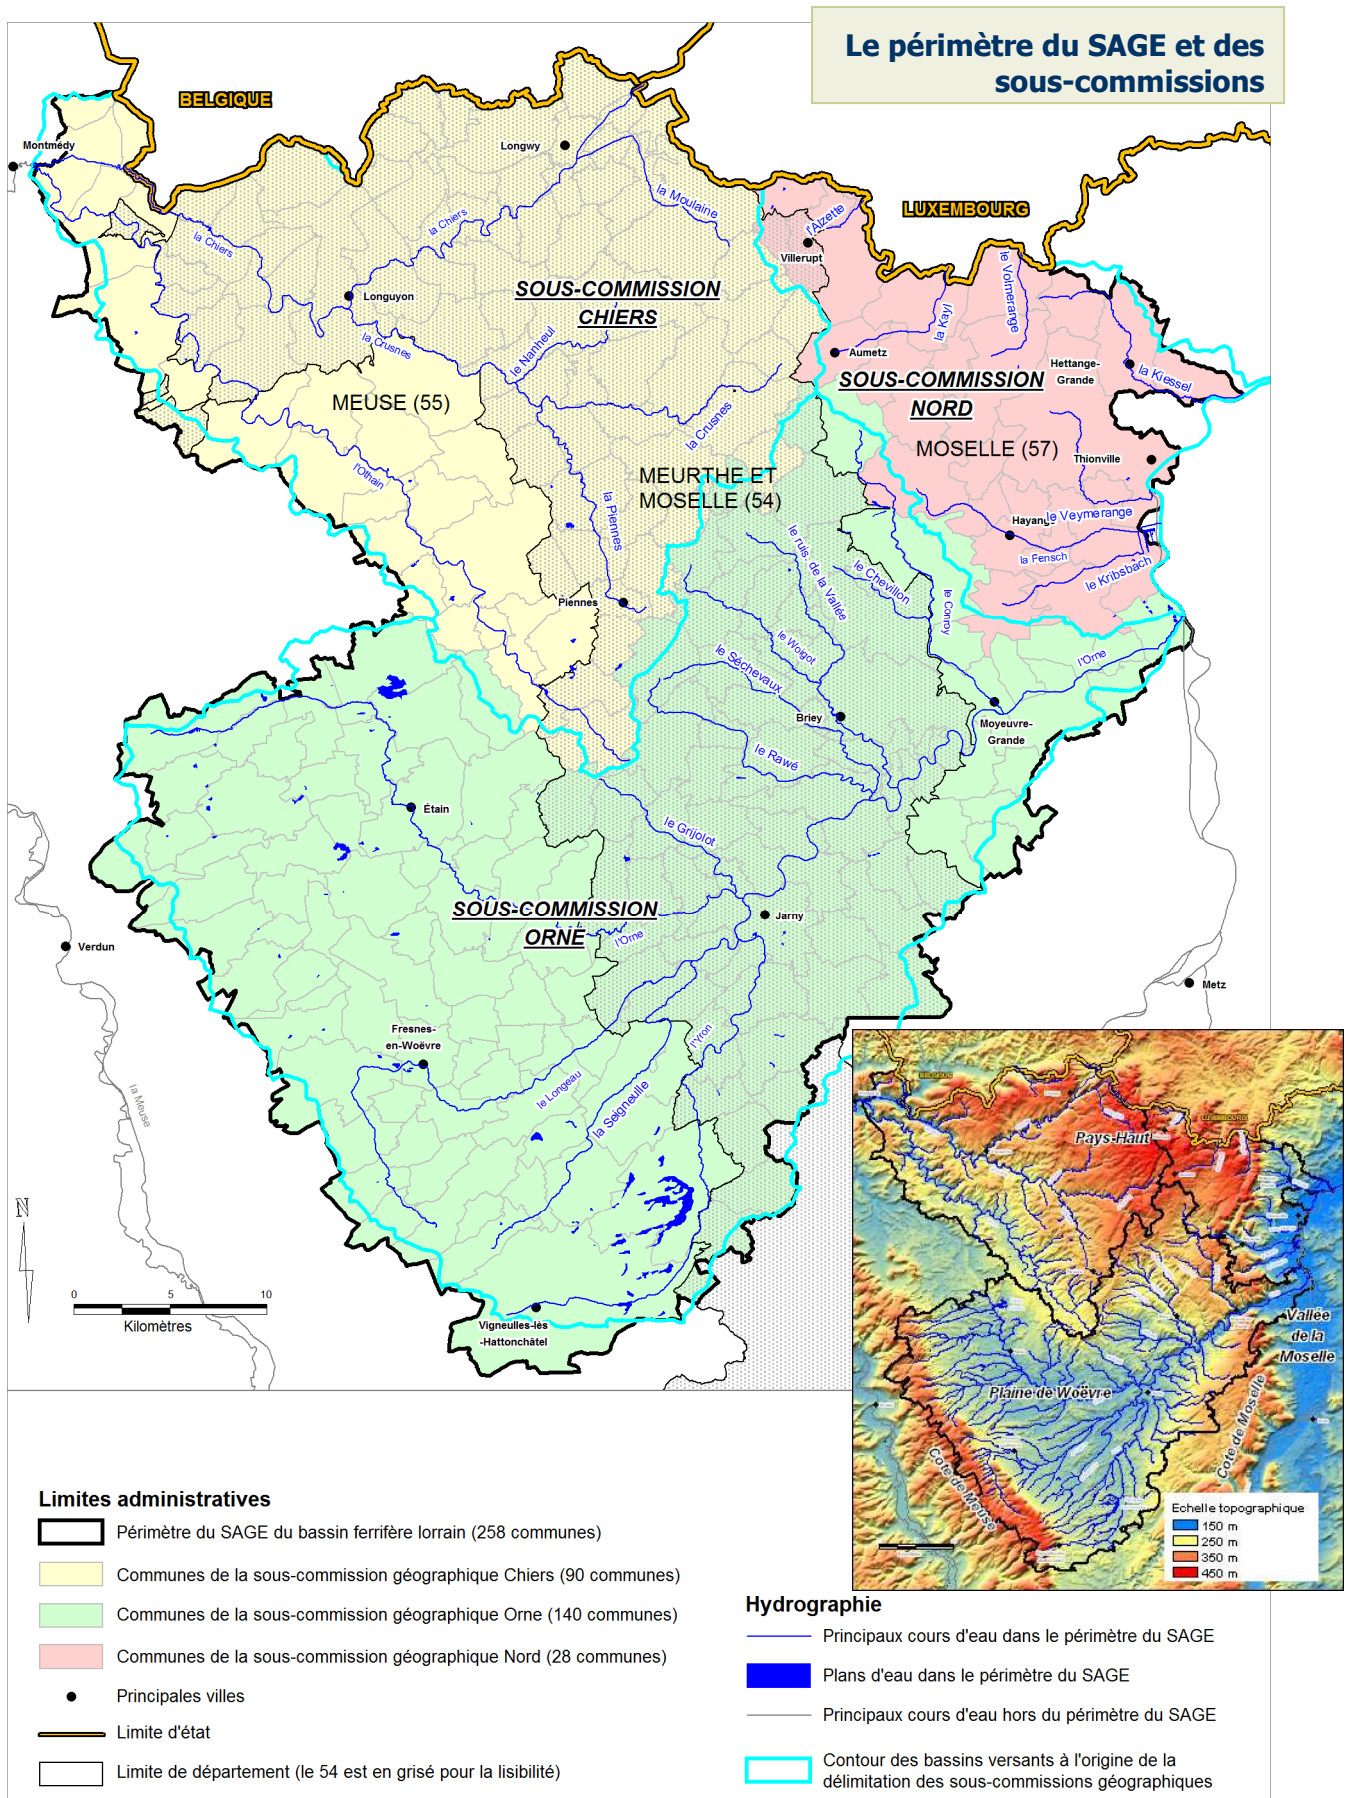 Le périmètre du SAGE et des
sous-commissions
BELGIQUE
Montmédy
Longwy
la Moulaine
la Chiers
la Chiers
LUXEMBOURG
l'Alzette
Villerupt
le Volmerange
la Kayl
Longuyon
SOUS-COMMISSION
CHIERS
le Nanheul
la Crusnes
Aumetz
Hettange-
Grande
la Kiessel
SOUS-COMMISSION
NORD
MEUSE (55)
la Crusnes
MOSELLE (57)
Thionville
MEURTHE ET
MOSELLE (54)
l'Othain
la Piennes
le Veymerange
Hayange
la Fensch
le Kribsbach
le ruis. de la Vallée
le Chevillon
le Conroy
Piennes
le Woigot
l'Orne
le Séchevaux
Briey
Moyeuvre-
Grande
le Rawé
Étain
le Grijolot
SOUS-COMMISSION
ORNE
Jarny
l'Orne
Verdun
Metz
Fresnes-
en-Woëvre
l'Yron
le Longeau
la Seigneulle
la Meuse
N
0 5 10
Kilomètres
Vigneulles-lès
-Hattonchâtel
BELGIQUE
LUXEMBOURG
Pays-Haut
Vallée
de la
Moselle
Plaine de Woëvre
Cote de Moselle
Cote de Meuse
Echelle topographique
150 m
250 m
350 m
450 m
Limites administratives
Périmètre du SAGE du bassin ferrifère lorrain (258 communes)
Communes de la sous-commission géographique Chiers (90 communes)
Communes de la sous-commission géographique Orne (140 communes)
Communes de la sous-commission géographique Nord (28 communes)
Principales villes
Limite d'état
Limite de département (le 54 est en grisé pour la lisibilité)
Hydrographie
Principaux cours d'eau dans le périmètre du SAGE
Plans d'eau dans le périmètre du SAGE
Principaux cours d'eau hors du périmètre du SAGE
Contour des bassins versants à l'origine de la
délimitation des sous-commissions géographiques